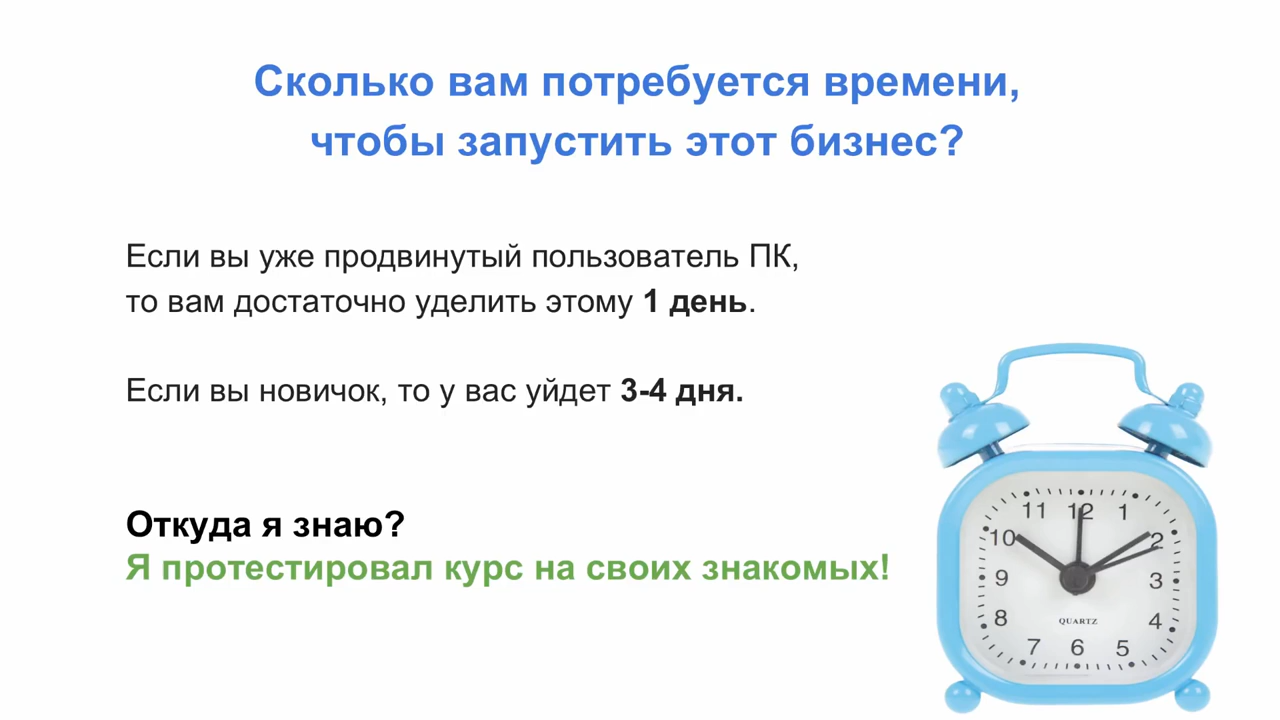 Сколько вам потребуется времени,
чтобы запустить этот бизнес?
Если вы уже продвинутый пользователь ПК,
то вам достаточно уделить этому 1 день.
Если вы новичок, то у вас уйдет 3-4 дня.
Откуда я знаю?
Я протестировал курс на своих знакомых!
11 12 1
10 2
9 3
8 QUARTZ 4
7 6 5